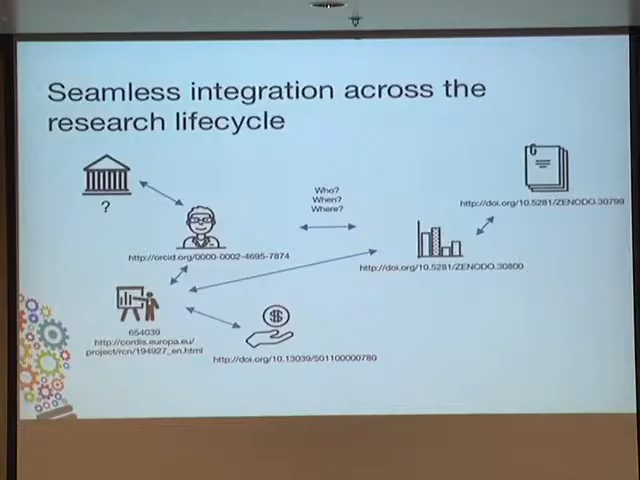 Seamless integration across the
research lifecycle
?
Who?
When?
Where?
http://doi.org/10.5281/ZENODO.30799
http://orcid.org/0000-0002-4695-7874
http://doi.org/10.5281/ZENODO.30800
$
654039
http://cordis.europa.eu/
project/rcn/194927_en.html
http://doi.org/10.13039/501100000780